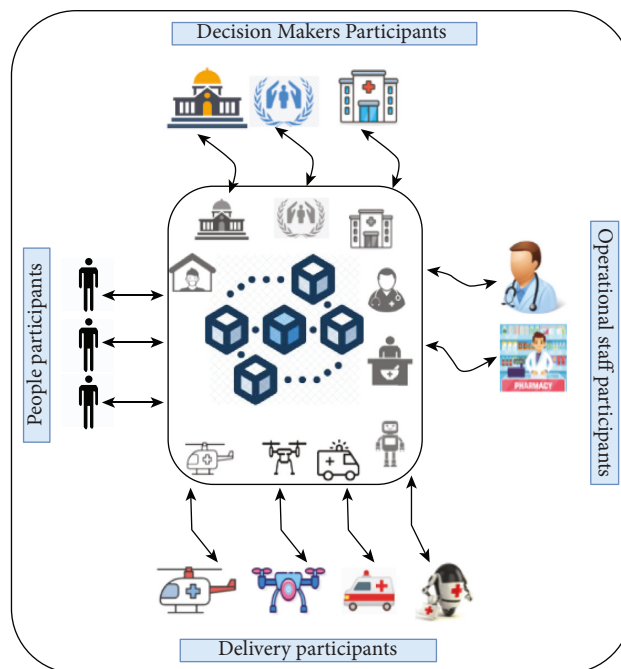 Decision Makers Participants
People participants
Operational staff participants
PHARMACY
Delivery participants